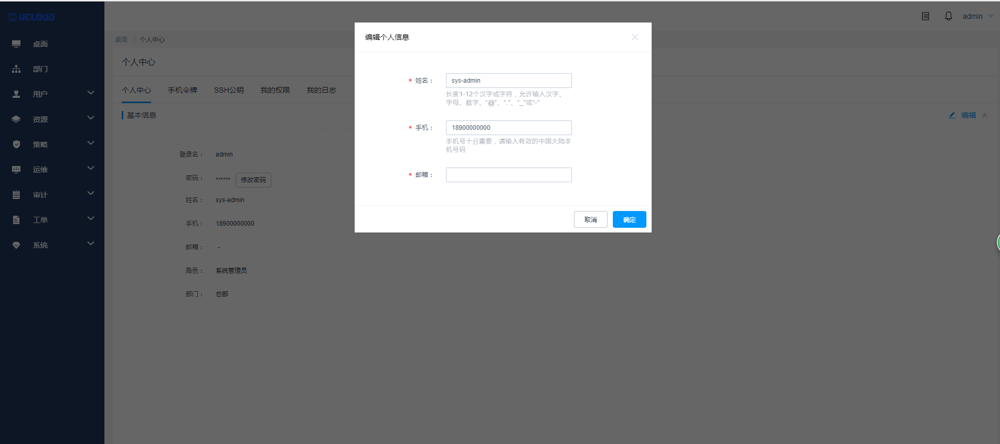 UCLOUD
admin
桌面
部门
用户
资源
策略
运维
审计
工单
系统
桌面 / 个人中心
个人中心
个人中心 手机令牌 SSH公钥 我的权限 我的日志
基本信息
编辑
登录名： admin
密码： ****** 修改密码
姓名： sys-admin
手机： 18900000000
邮箱： -
角色： 系统管理员
部门： 总部
编辑个人信息
* 姓名： sys-admin
长度1-12个汉字或字符，允许输入汉字、
字母、数字、“@”、“.”、“_”或“-”
* 手机： 18900000000
手机号十分重要，请输入有效的中国大陆手
机号码
* 邮箱：
取消 确定